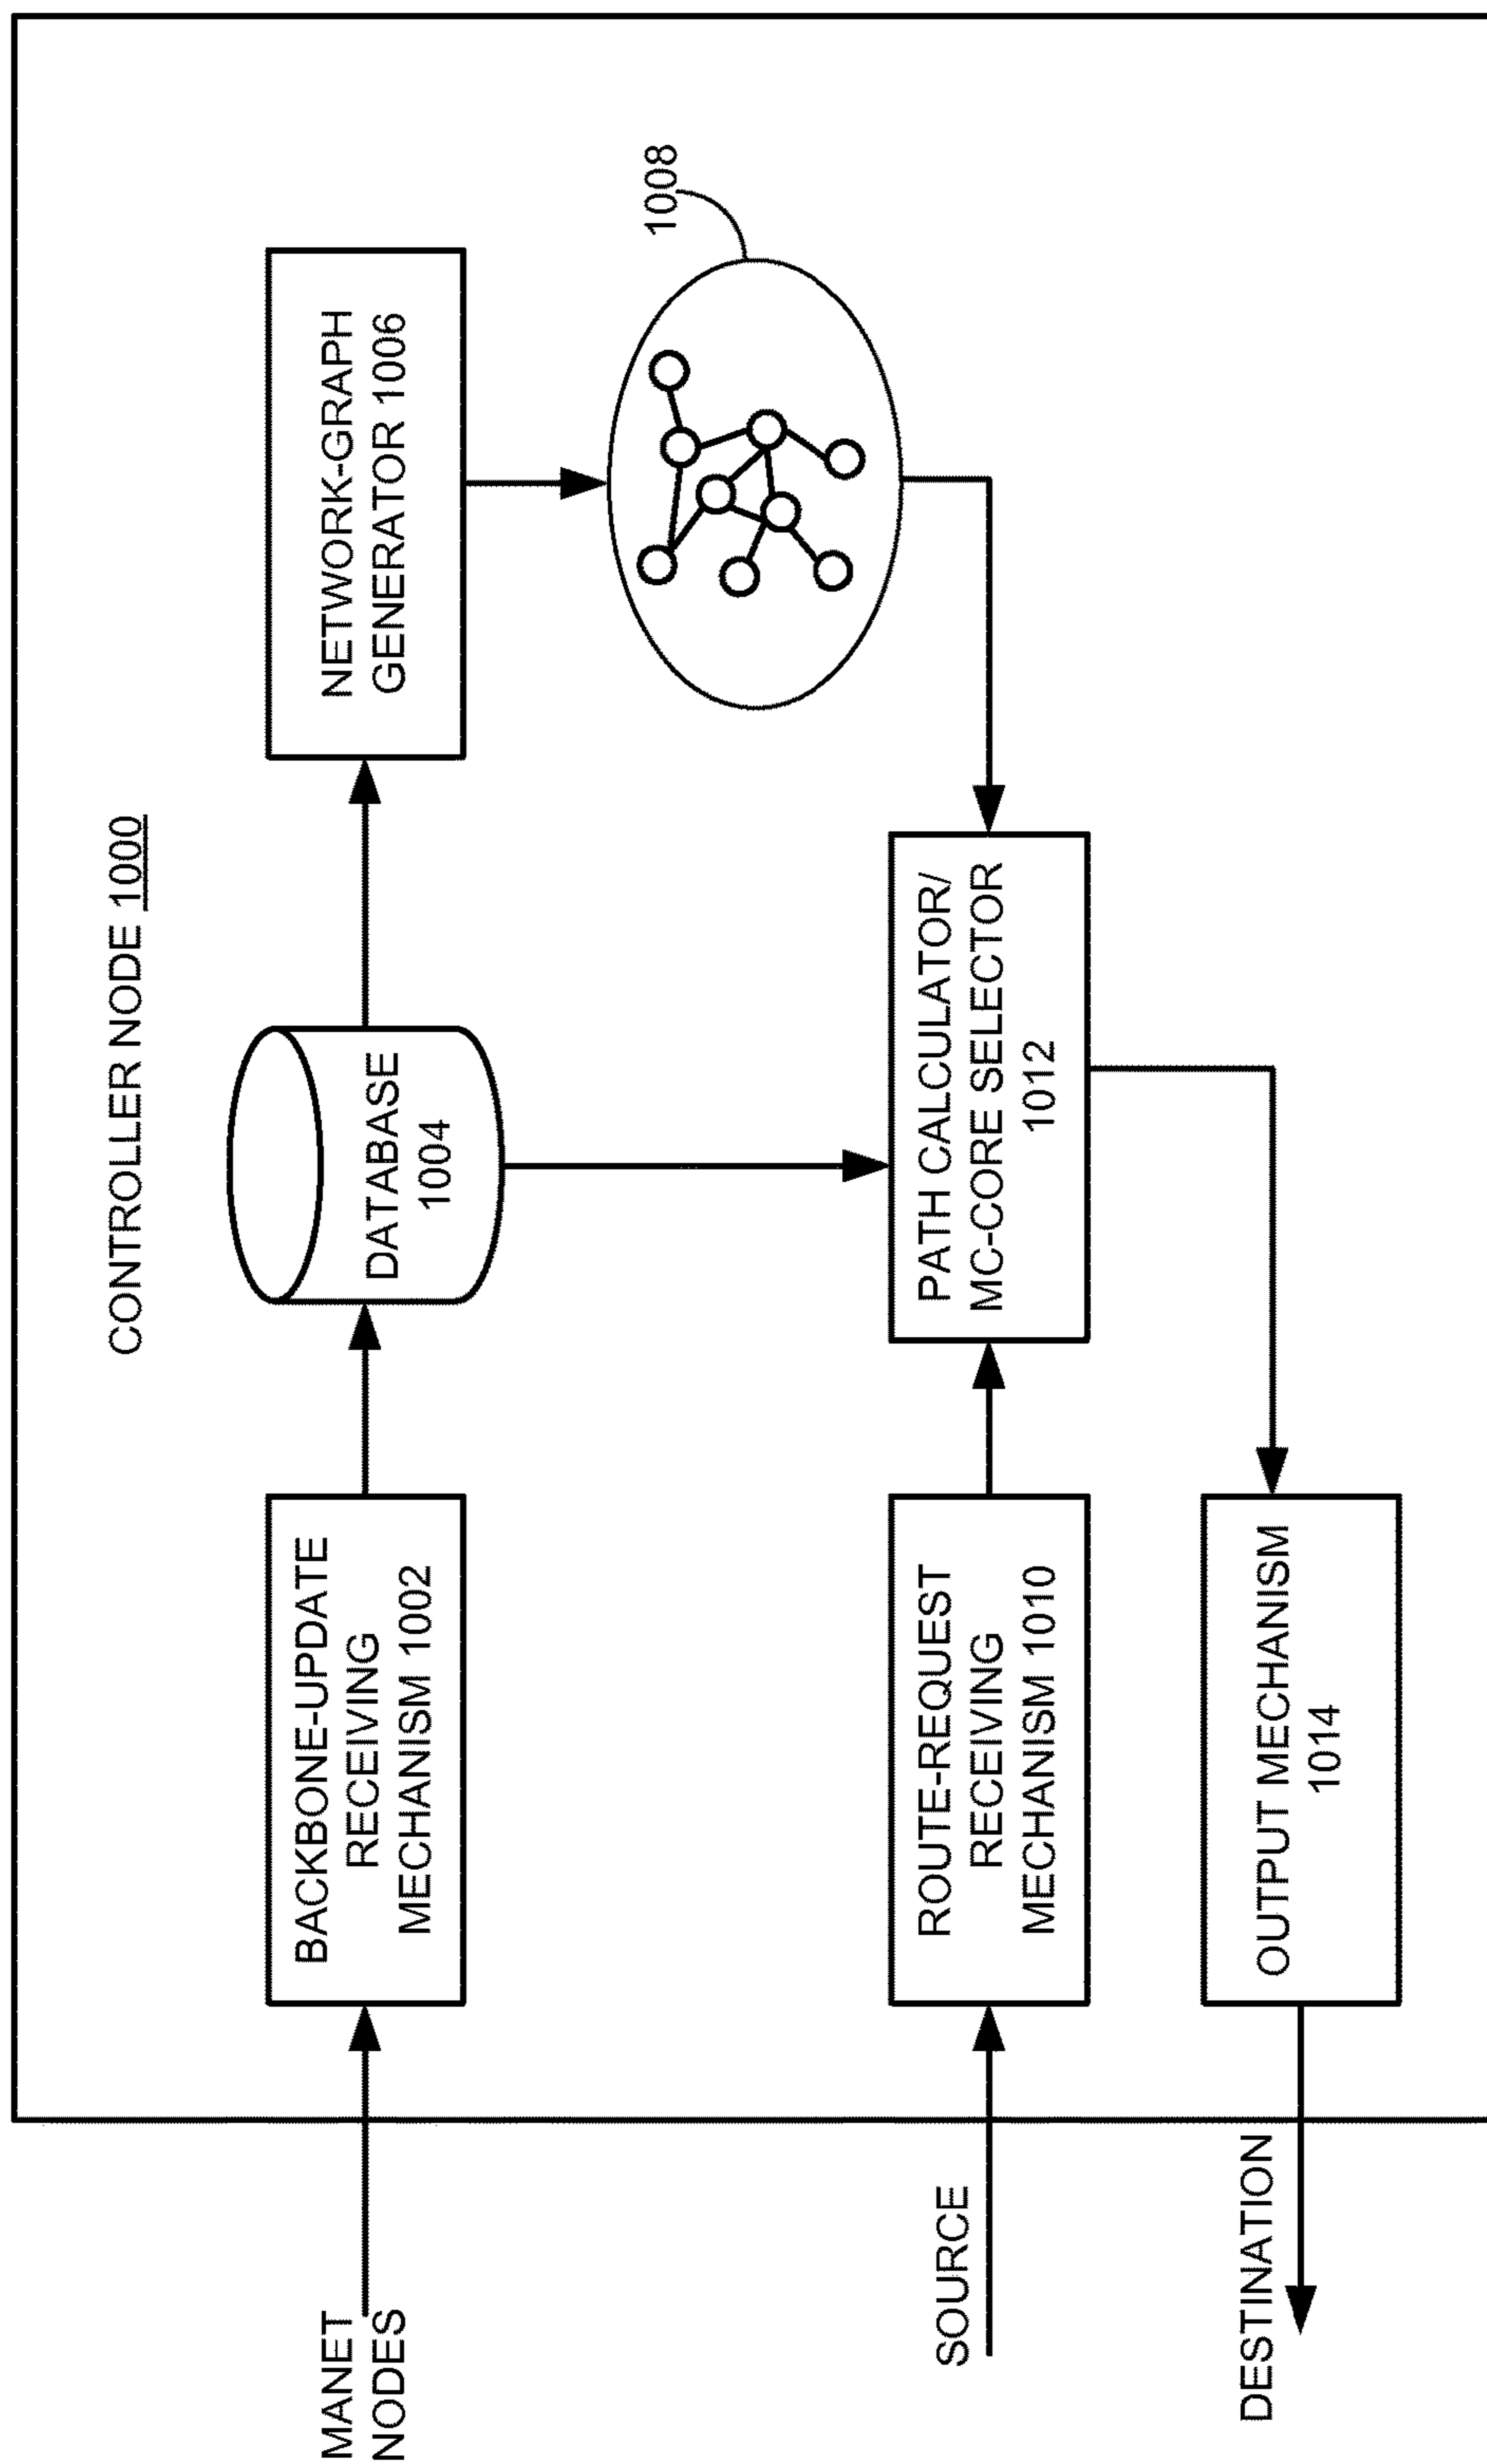 CONTROLLER NODE 1000
MANET
NODES
BACKBONE-UPDATE
RECEIVING
MECHANISM 1002
DATABASE
1004
NETWORK-GRAPH
GENERATOR 1006
1008
SOURCE
ROUTE-REQUEST
RECEIVING
MECHANISM 1010
PATH CALCULATOR/
MC-CORE SELECTOR
1012
DESTINATION
OUTPUT MECHANISM
1014